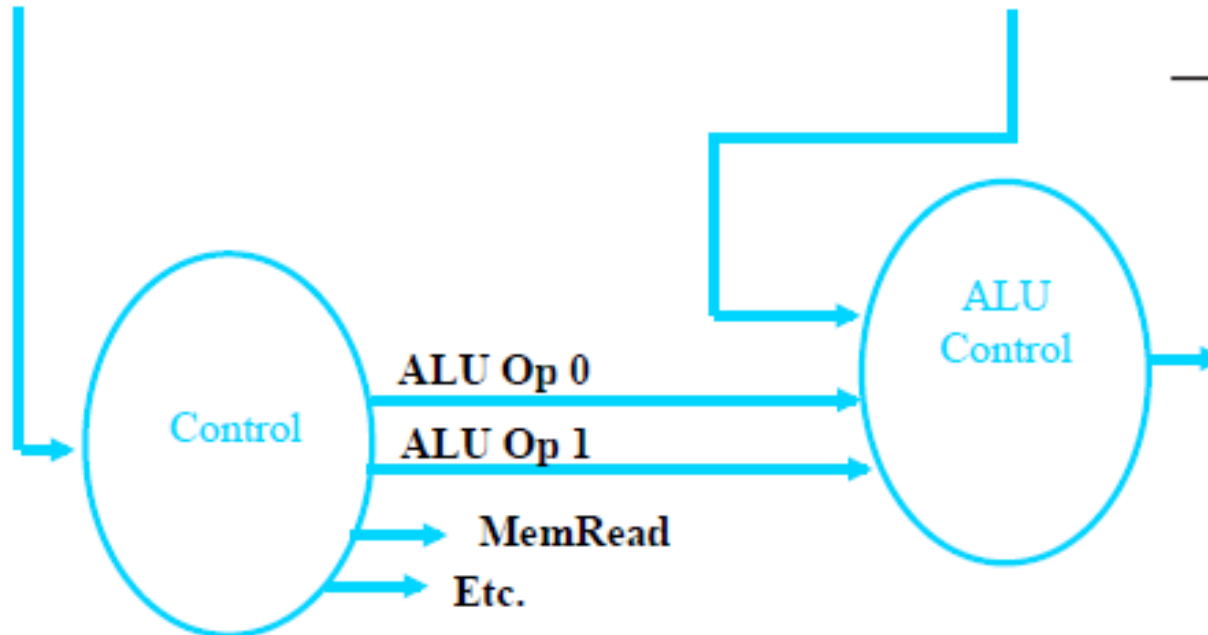 ALU
Control
ALU Op 0
Control
ALU Op 1
MemRead
Etc.